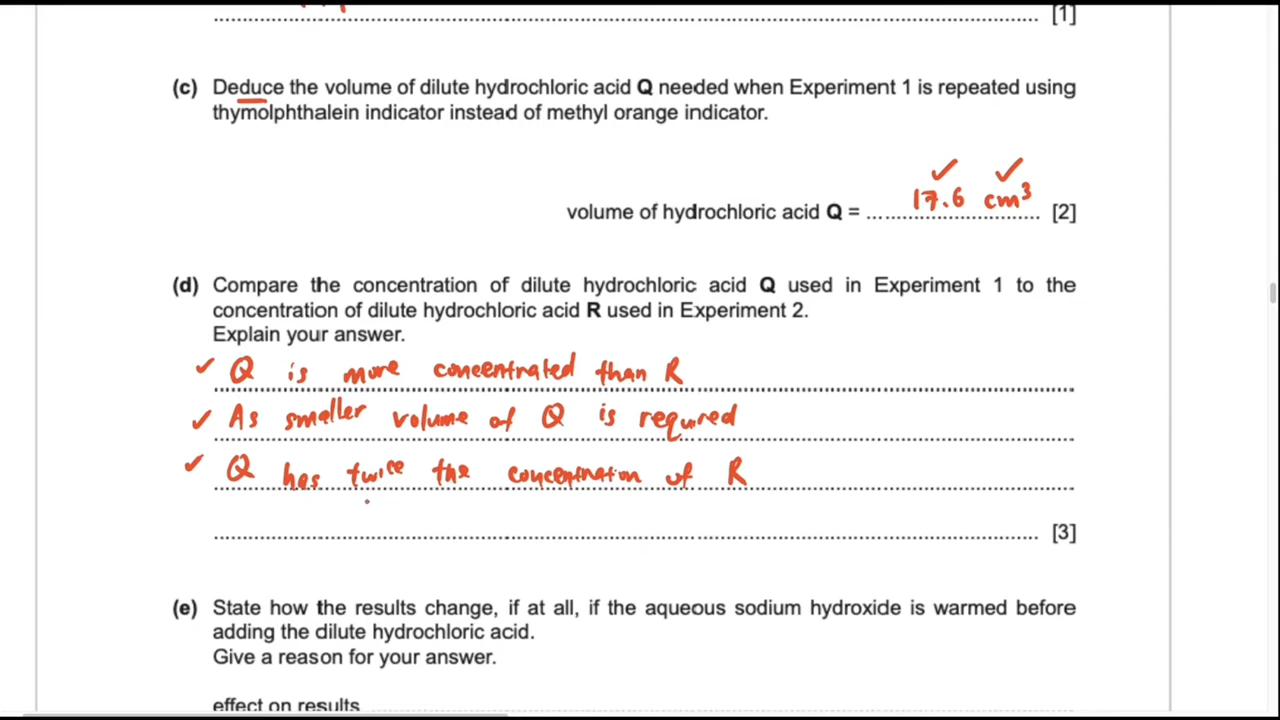 [1]
(c) Deduce the volume of dilute hydrochloric acid Q needed when Experiment 1 is repeated using
thymolphthalein indicator instead of methyl orange indicator.
17.6 cm³
volume of hydrochloric acid Q = ........................................ [2]
(d) Compare the concentration of dilute hydrochloric acid Q used in Experiment 1 to the
concentration of dilute hydrochloric acid R used in Experiment 2.
Explain your answer.
Q is more concentrated than R
As smaller volume of Q is required
Q has twice the concentration of R
[3]
(e) State how the results change, if at all, if the aqueous sodium hydroxide is warmed before
adding the dilute hydrochloric acid.
Give a reason for your answer.
effect on results